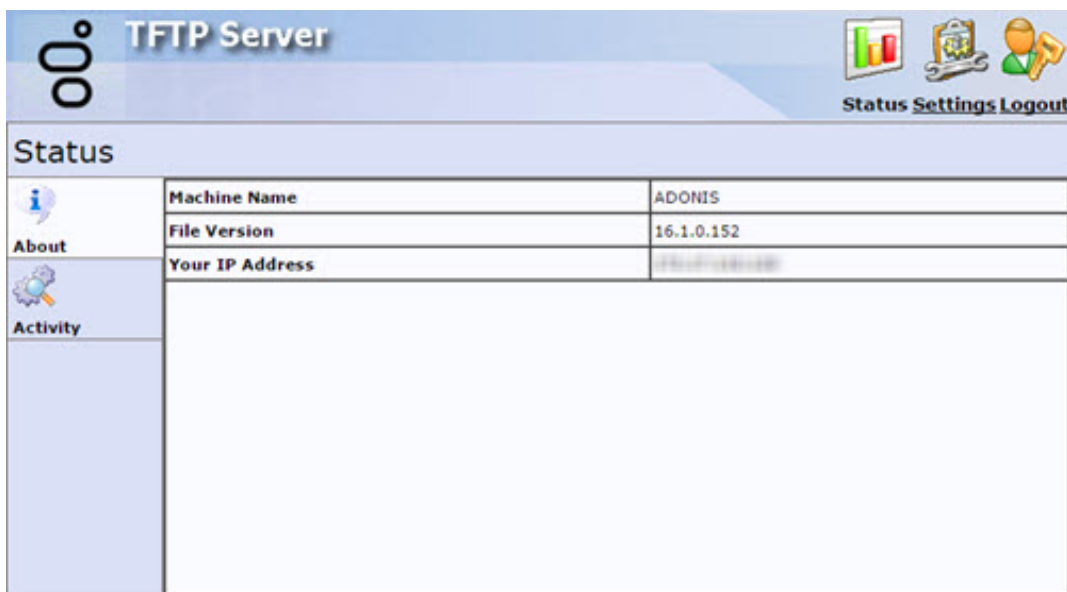 TFTP Server
Status Settings Logout
Status
About
Activity
Machine Name ADONIS
File Version 16.1.0.152
Your IP Address